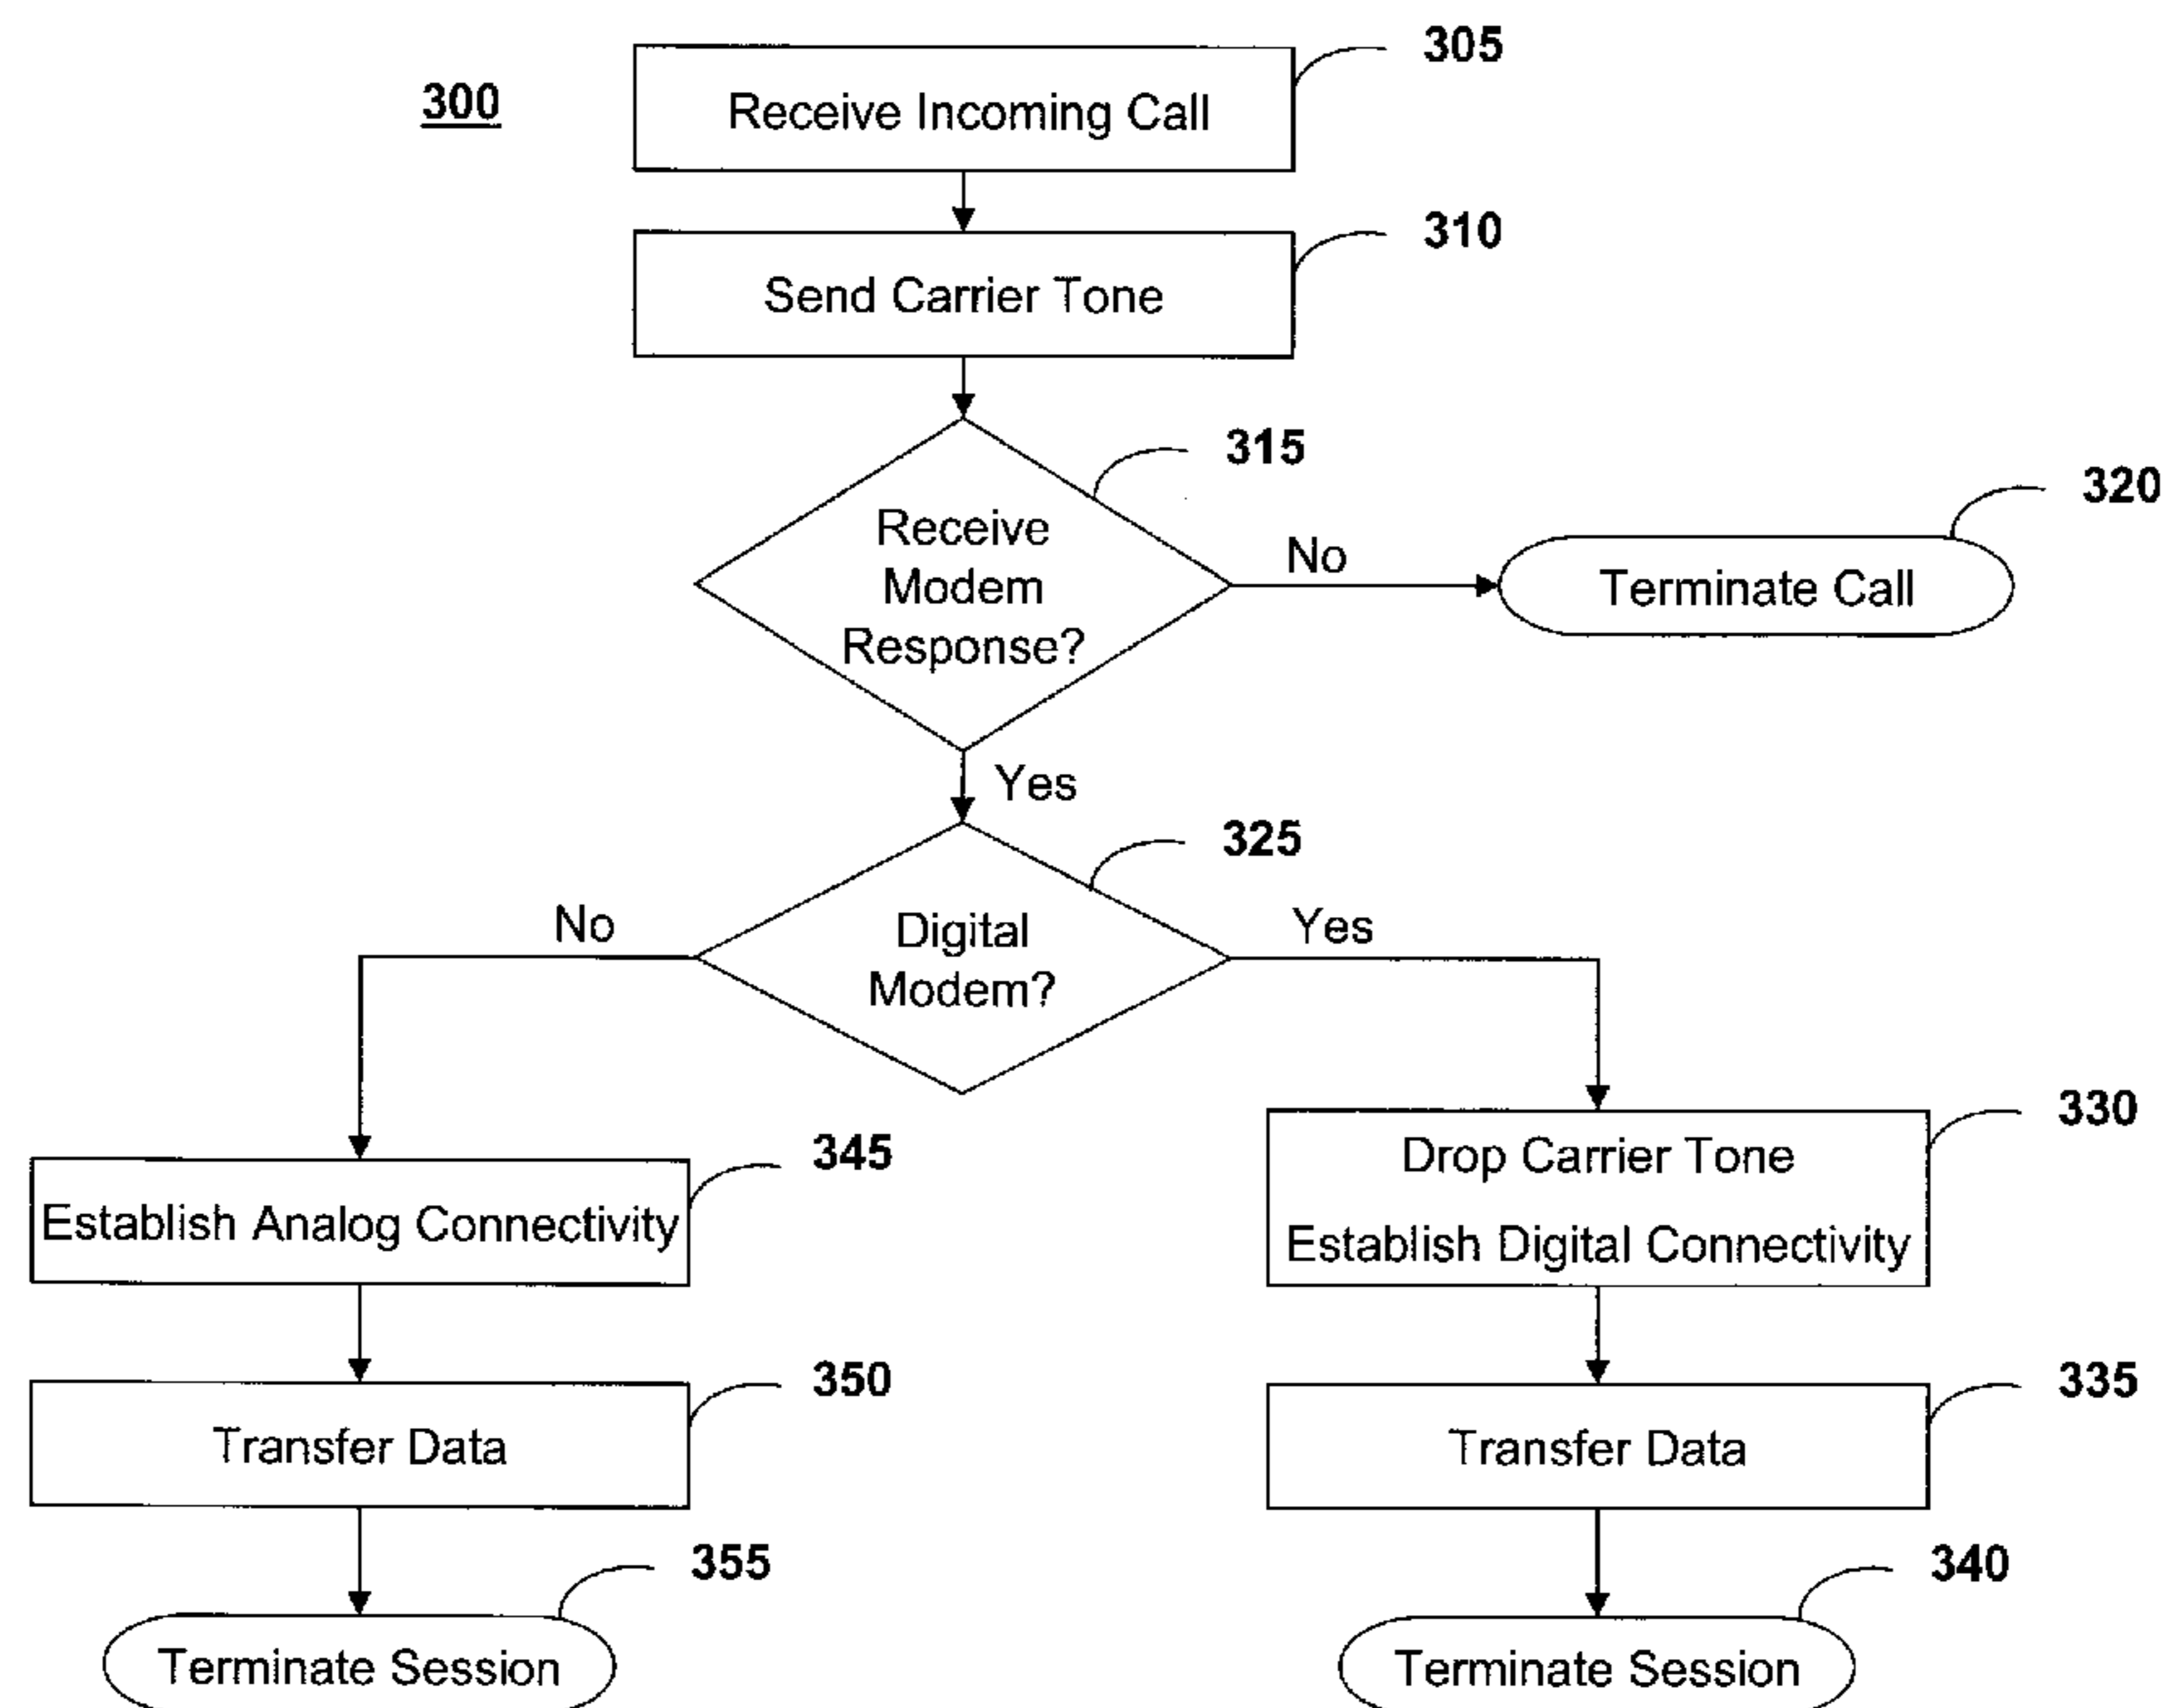 305
300
Receive Incoming Call
310
Send Carrier Tone
315
320
Receive
Modem
Response?
No
Terminate Call
Yes
325
No
Digital
Modem?
Yes
330
345
Drop Carrier Tone
Establish Analog Connectivity
Establish Digital Connectivity
350
335
Transfer Data
Transfer Data
355
340
Terminate Session
Terminate Session